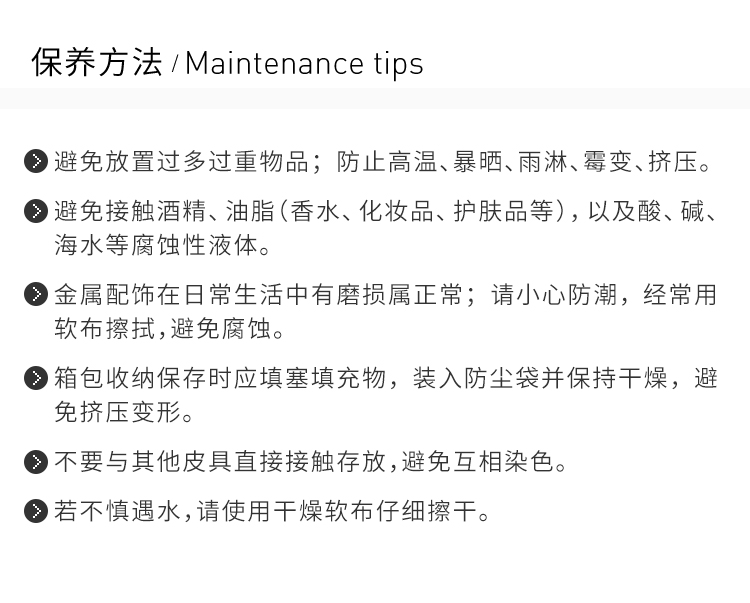 保养方法 / Maintenance tips
避免放置过多过重物品；防止高温、暴晒、雨淋、霉变、挤压。
避免接触酒精、油脂（香水、化妆品、护肤品等），以及酸、碱、
海水等腐蚀性液体。
金属配饰在日常生活中有磨损属正常；请小心防潮，经常用
软布擦拭，避免腐蚀。
箱包收纳保存时应填塞填充物，装入防尘袋并保持干燥，避
免挤压变形。
不要与其他皮具直接接触存放，避免互相染色。
若不慎遇水，请使用干燥软布仔细擦干。